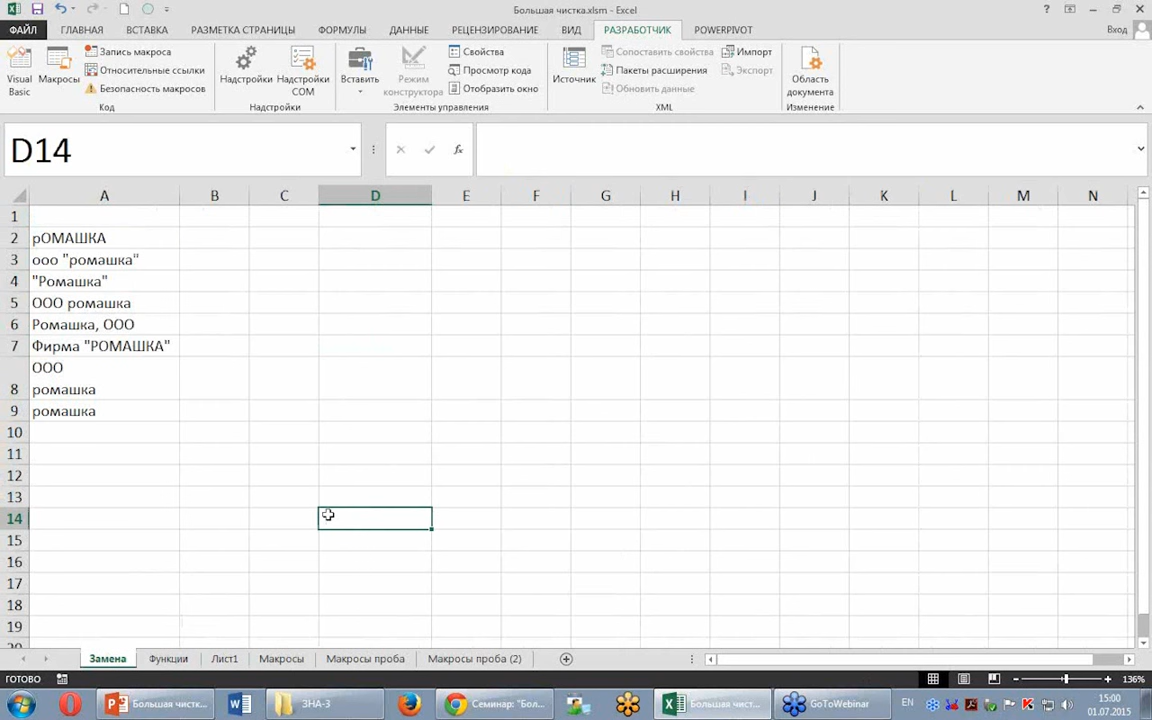 Большая чистка.xlsm - Excel
?
ФАЙЛ ГЛАВНАЯ ВСТАВКА РАЗМЕТКА СТРАНИЦЫ ФОРМУЛЫ ДАННЫЕ РЕЦЕНЗИРОВАНИЕ ВИД РАЗРАБОТЧИК POWERPIVOT Вход
Visual Basic
Макросы
Запись макроса
Относительные ссылки
Безопасность макросов
Код
Надстройки
Надстройки COM
Надстройки
Вставить
Режим конструктора
Свойства
Просмотр кода
Отобразить окно
Элементы управления
Источник
Сопоставить свойства
Пакеты расширения
Обновить данные
Импорт
Экспорт
XML
Область документа
Изменение
D14
fx
A B C D E F G H I J K L M N
1
2 рОМАШКА
3 ооо "ромашка"
4 "Ромашка"
5 ООО ромашка
6 Ромашка, ООО
7 Фирма "РОМАШКА"
ООО
8 ромашка
9 ромашка
10
11
12
13
14
15
16
17
18
19
20
Замена Функции Лист1 Макросы Макросы проба Макросы проба (2)
ГОТОВО
136%
Большая чистк...
ЗНА-3
Семинар: "Бол...
Большая чист...
GoToWebinar
EN
15:00
01.07.2015